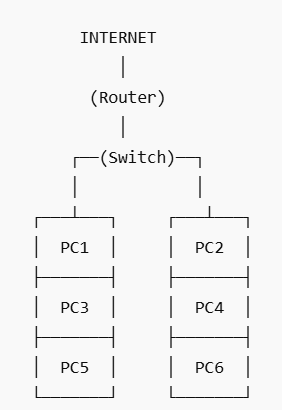 INTERNET
(Router)
(Switch)
PC1 PC2
PC3 PC4
PC5 PC6